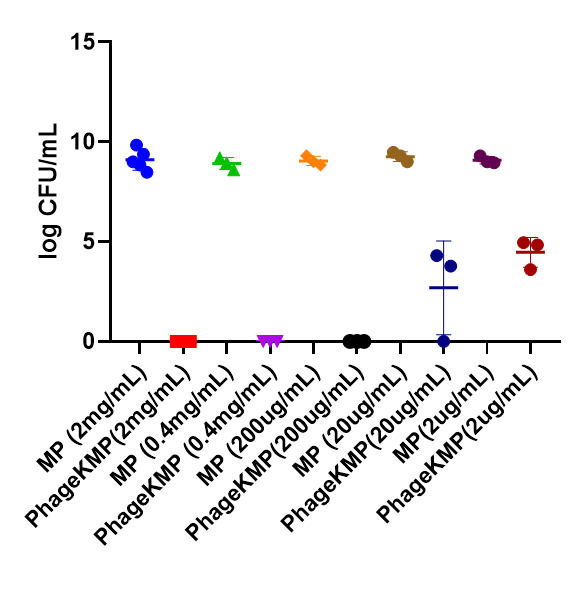 15
10
5
0
log CFU/mL
MP (2mg/mL)
PhageKMP(2mg/mL)
MP (0.4mg/mL)
PhageKMP (0.4mg/mL)
MP (200ug/mL)
PhageKMP(200ug/mL)
MP (20ug/mL)
PhageKMP(20ug/mL)
MP(2ug/mL)
PhageKMP(2ug/mL)